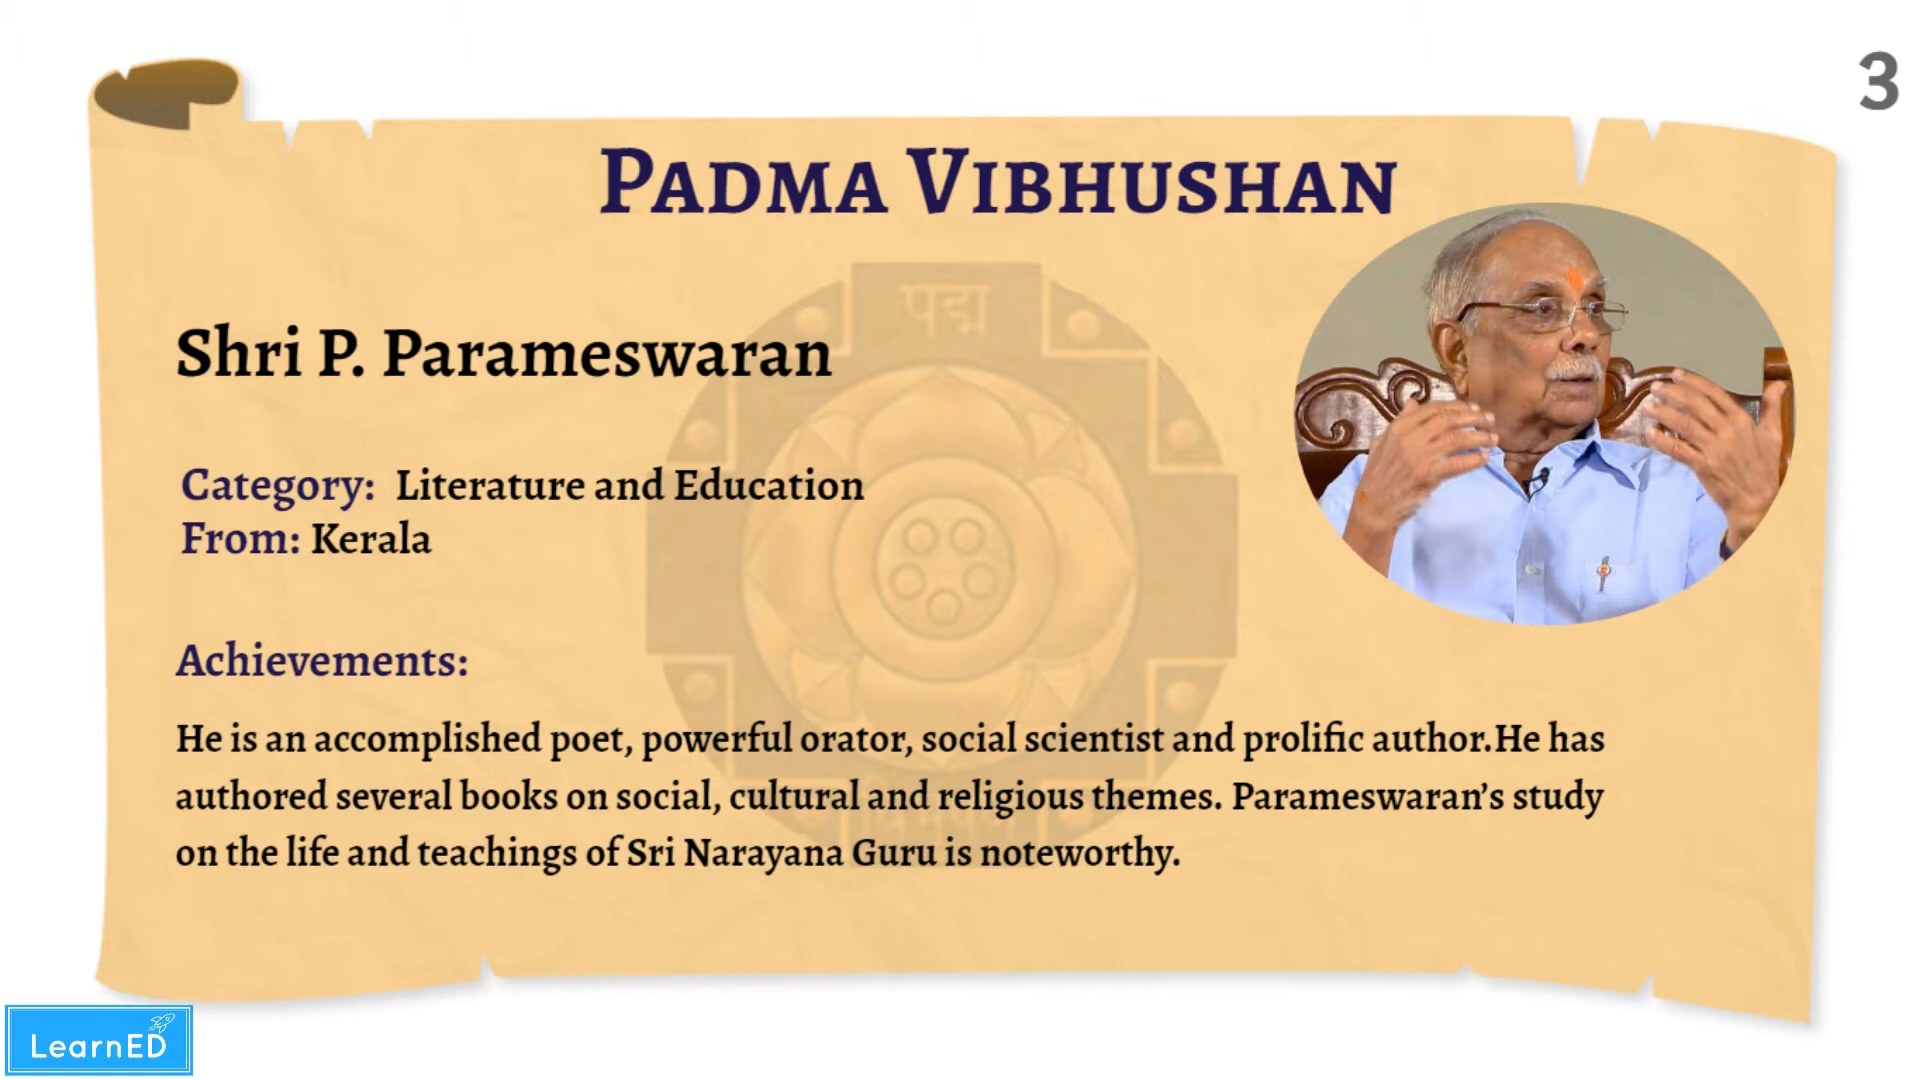 3
PADMA VIBHUSHAN
पद्म
Shri P. Parameswaran
Category: Literature and Education
From: Kerala
Achievements:
He is an accomplished poet, powerful orator, social scientist and prolific author.He has
authored several books on social, cultural and religious themes. Parameswaran’s study
on the life and teachings of Sri Narayana Guru is noteworthy.
LearnED